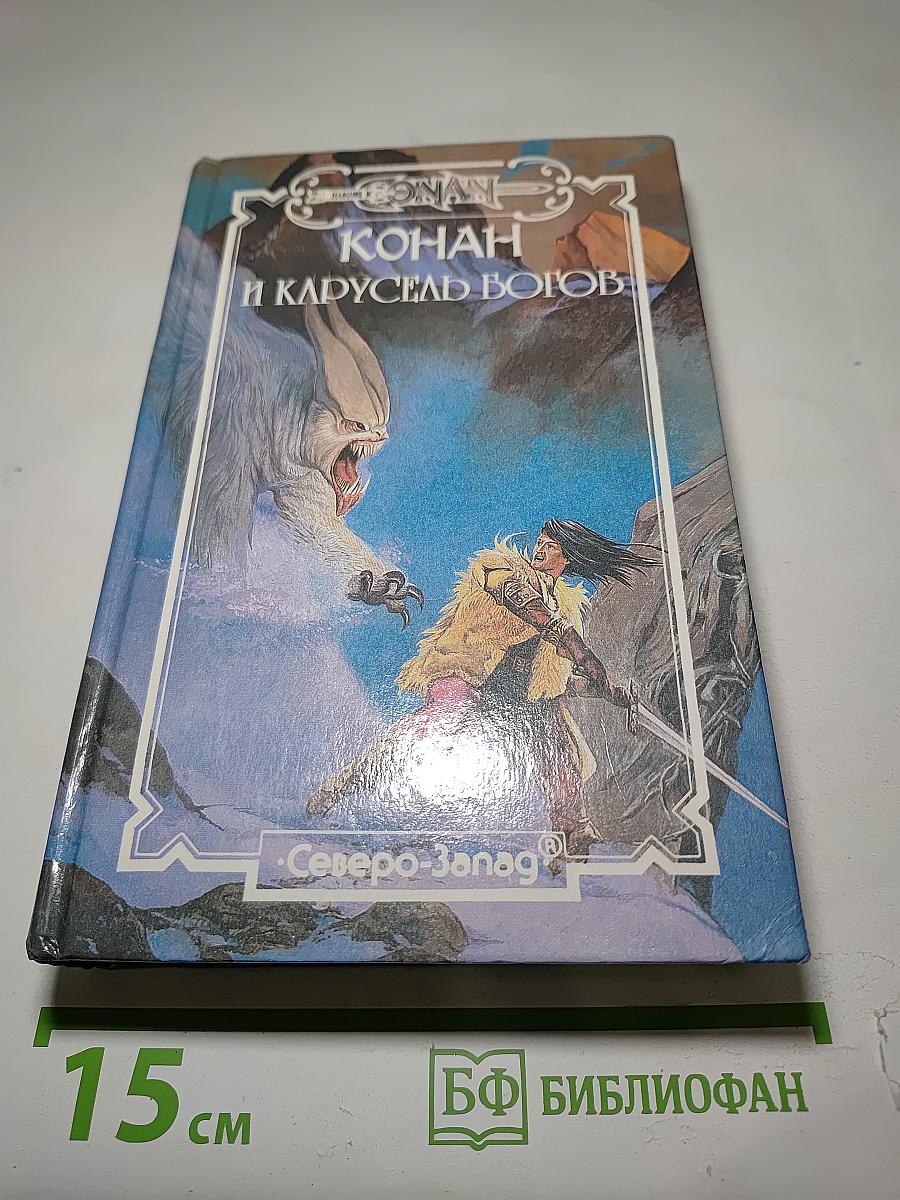 CONAN
КОНАН
И КАРУСЕЛЬ БОГОВ
·Северо-Запад®
15 см
БФ БИБЛИОФАН